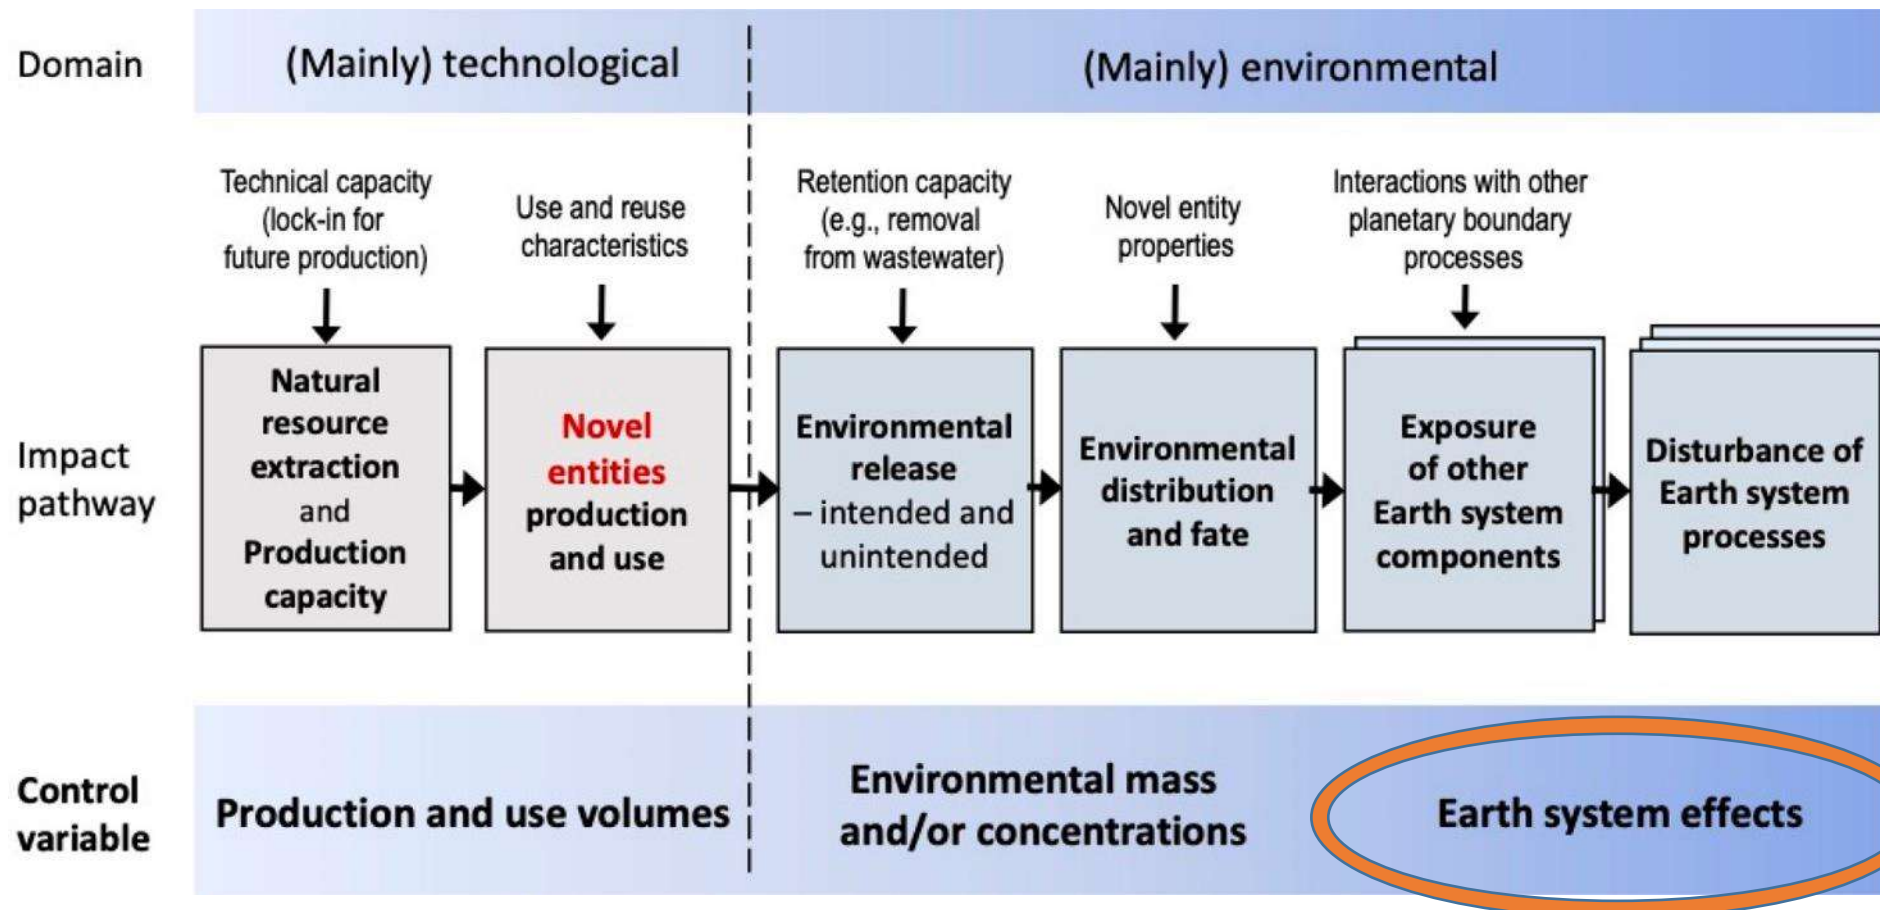 Domain
(Mainly) technological
(Mainly) environmental
Technical capacity
(lock-in for
future production)
Use and reuse
characteristics
Retention capacity
(e.g., removal
from wastewater)
Novel entity
properties
Interactions with other
planetary boundary
processes
Impact
pathway
Natural
resource
extraction
and
Production
capacity
Novel
entities
production
and use
Environmental
release
– intended and
unintended
Environmental
distribution
and fate
Exposure
of other
Earth system
components
Disturbance of
Earth system
processes
Control
variable
Production and use volumes
Environmental mass
and/or concentrations
Earth system effects